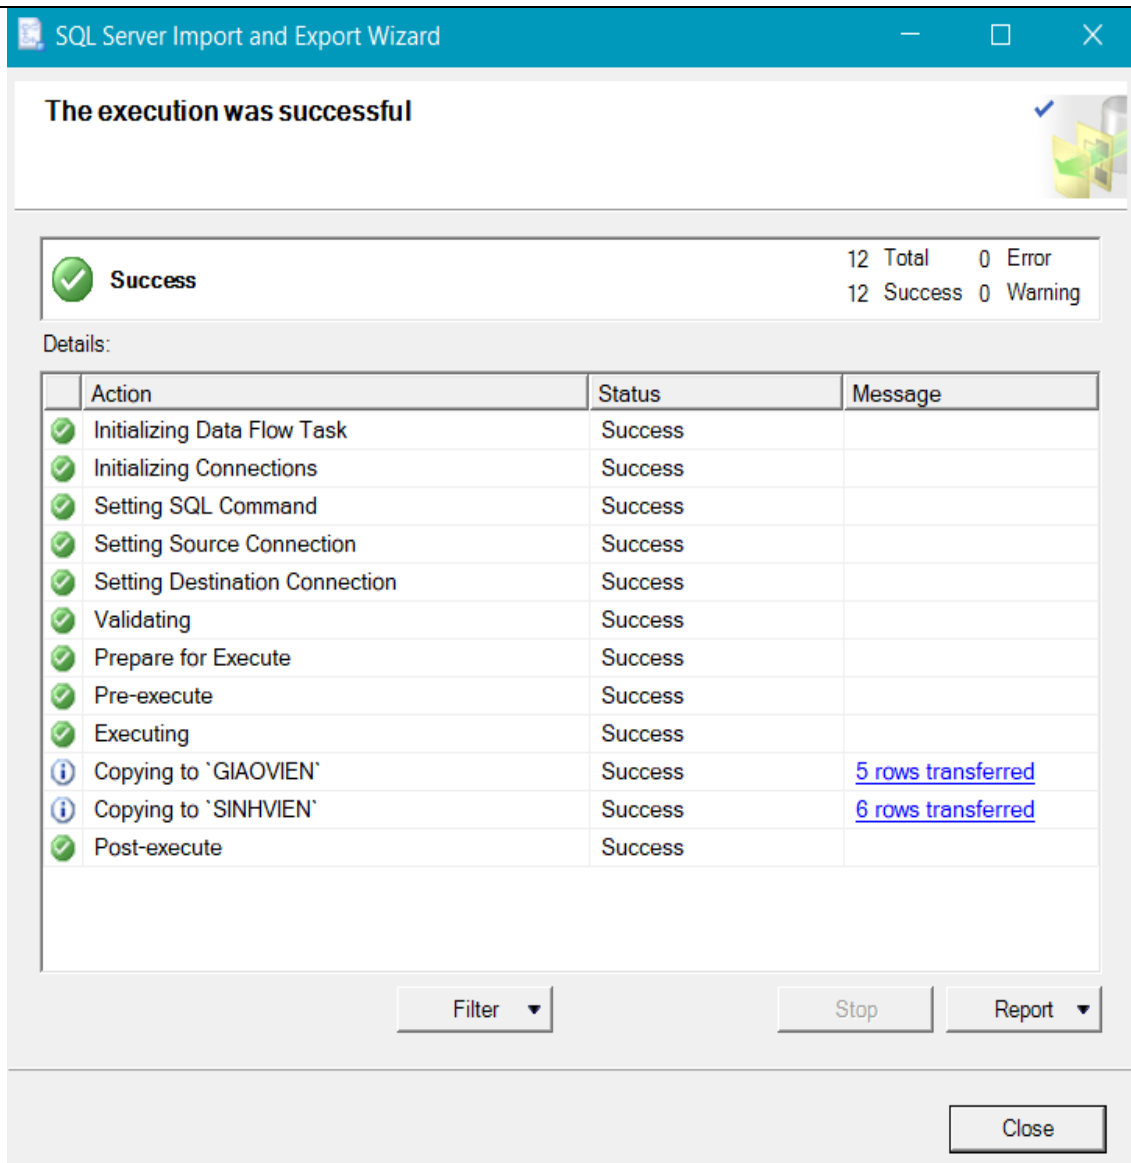 SQL Server Import and Export Wizard
The execution was successful
Success
12 Total 0 Error
12 Success 0 Warning
Details:
Action Status Message
Initializing Data Flow Task Success
Initializing Connections Success
Setting SQL Command Success
Setting Source Connection Success
Setting Destination Connection Success
Validating Success
Prepare for Execute Success
Pre-execute Success
Executing Success
Copying to `GIAOVIEN` Success 5 rows transferred
Copying to `SINHVIEN` Success 6 rows transferred
Post-execute Success
Filter Stop Report
Close